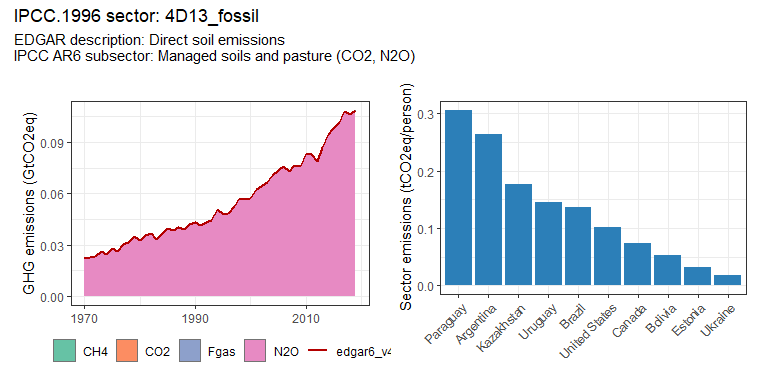 IPCC.1996 sector: 4D13_fossil
EDGAR description: Direct soil emissions
IPCC AR6 subsector: Managed soils and pasture (CO2, N2O)
GHG emissions (GtCO2eq)
0.09
0.06
0.03
0.00
1970
1990
2010
CH4
CO2
Fgas
N2O
edgar6_v4
Sector emissions (tCO2eq/person)
0.3
0.2
0.1
0.0
Paraguay
Argentina
Kazakhstan
Uruguay
Brazil
United States
Canada
Bolivia
Estonia
Ukraine